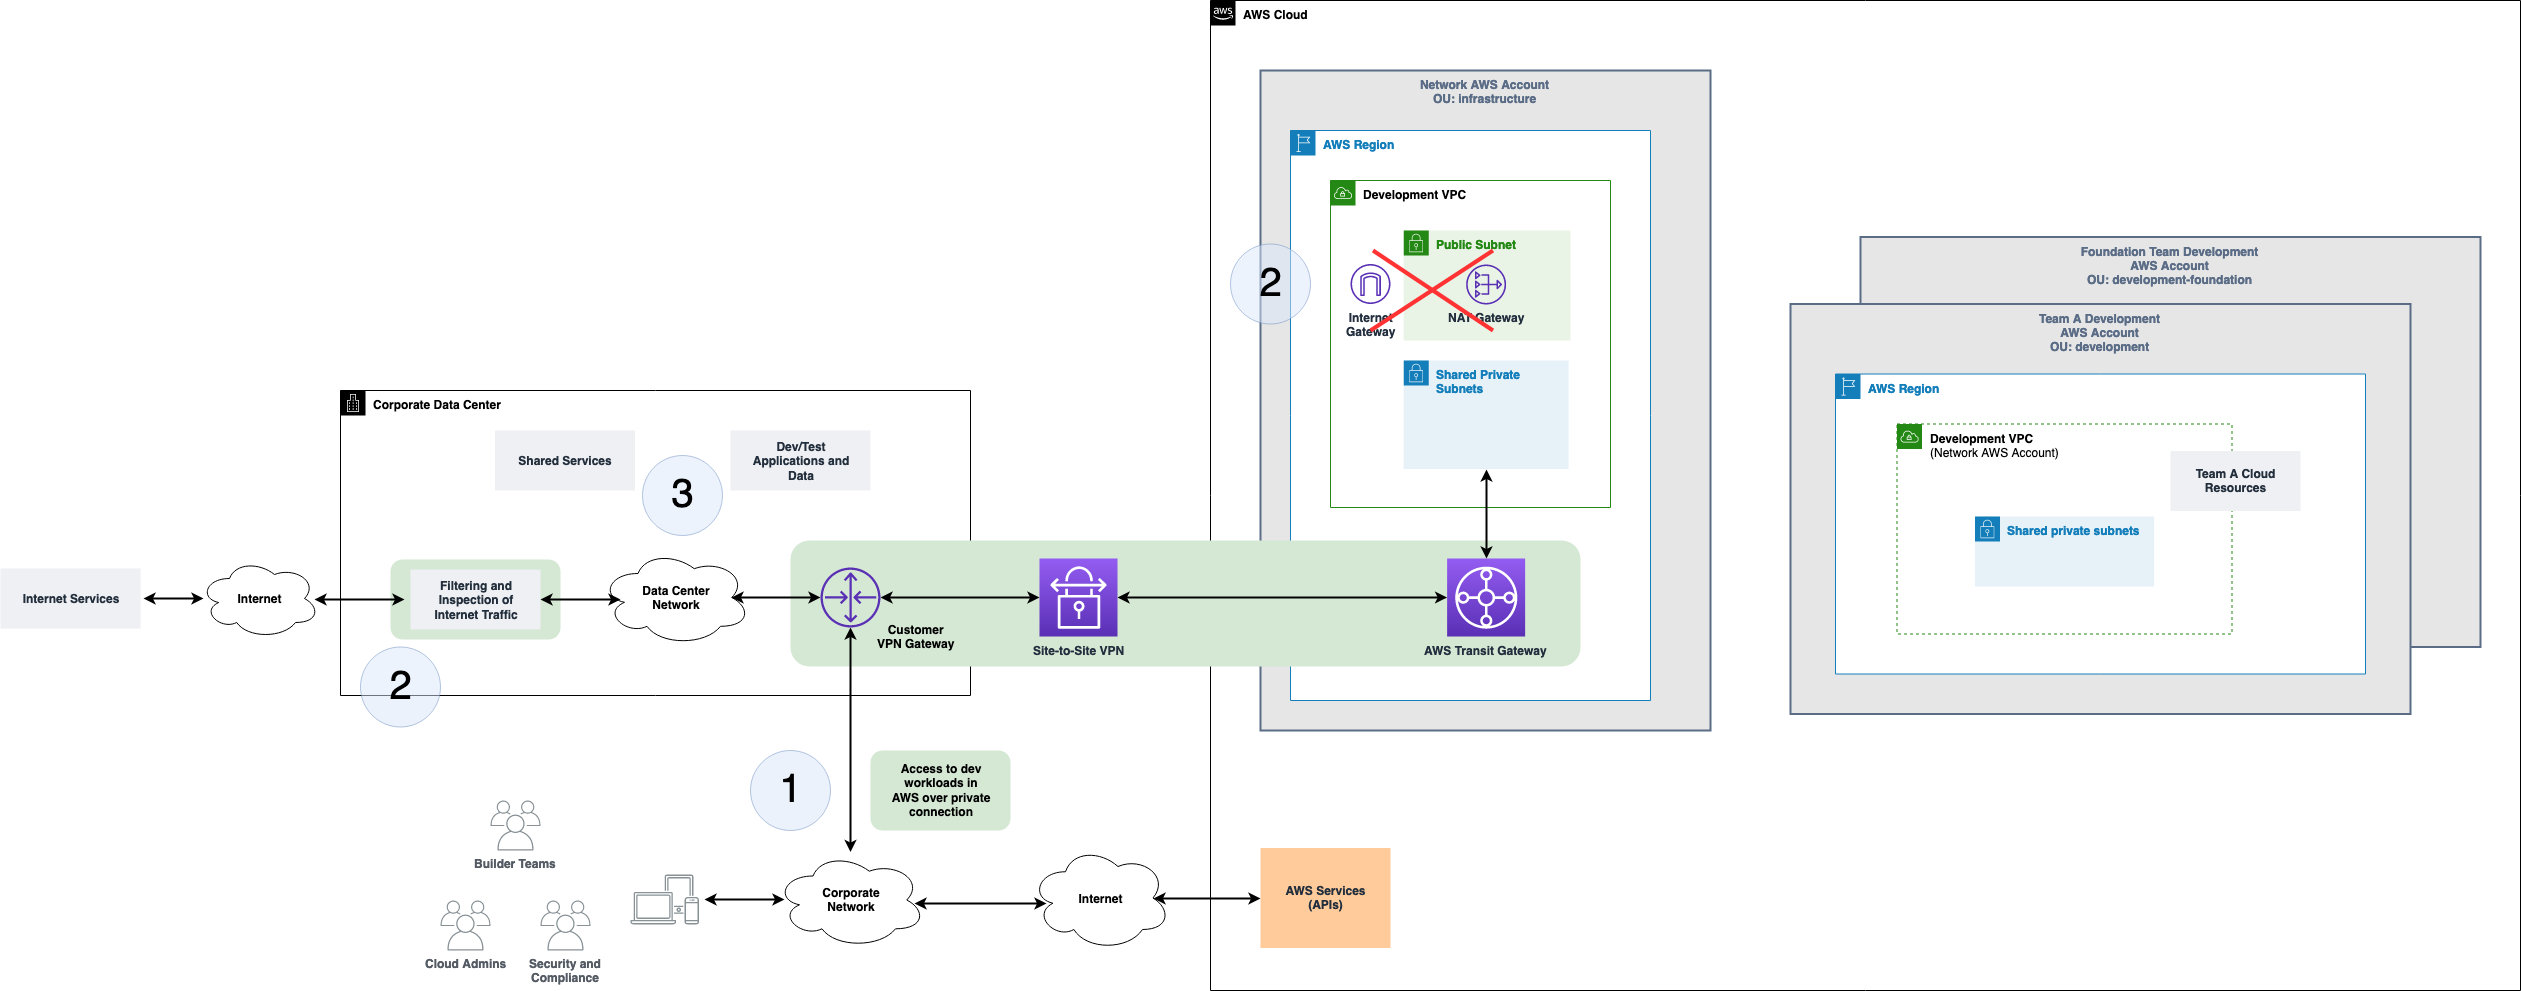 aws
AWS Cloud
Network AWS Account
OU: infrastructure
AWS Region
Development VPC
Public Subnet
2
Internet
Gateway
NAT Gateway
Shared Private
Subnets
Foundation Team Development
AWS Account
OU: development-foundation
Team A Development
AWS Account
OU: development
AWS Region
Development VPC
(Network AWS Account)
Team A Cloud
Resources
Shared private subnets
Corporate Data Center
Shared Services
3
Dev/Test
Applications and
Data
Internet Services
Internet
Filtering and
Inspection of
Internet Traffic
Data Center
Network
Customer
VPN Gateway
Site-to-Site VPN
AWS Transit Gateway
2
1
Access to dev
workloads in
AWS over private
connection
Builder Teams
Cloud Admins
Security and
Compliance
Corporate
Network
Internet
AWS Services
(APIs)